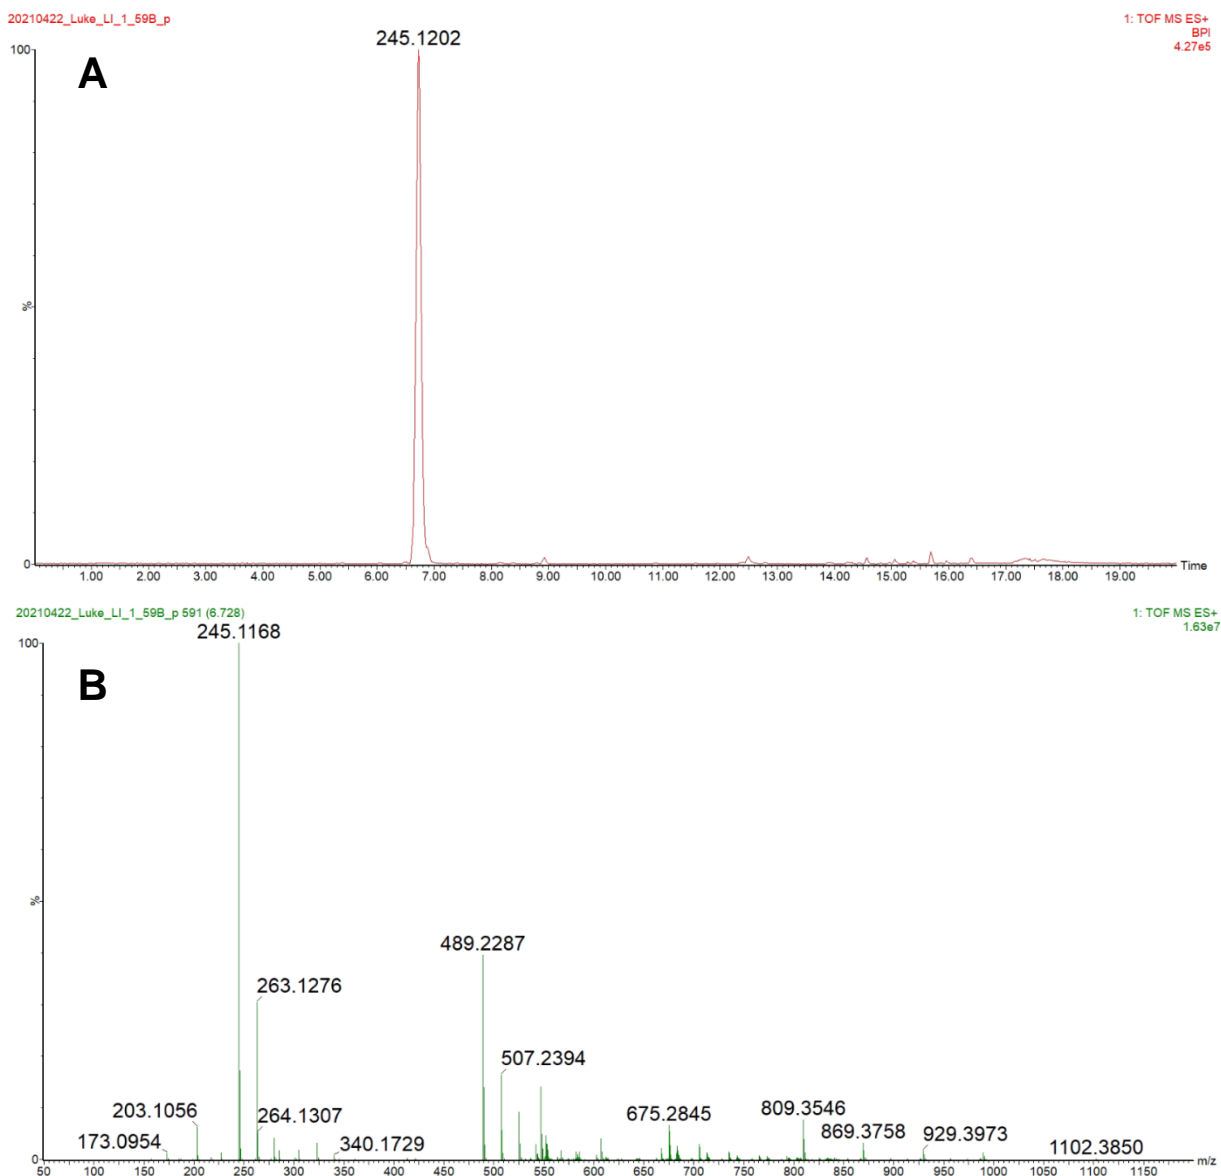 20210422_Luke_LI_1_59B_p
1: TOF MS ES+
BPI
4.27e5
A
245.1202
100
%
0
1.00 2.00 3.00 4.00 5.00 6.00 7.00 8.00 9.00 10.00 11.00 12.00 13.00 14.00 15.00 16.00 17.00 18.00 19.00
Time
20210422_Luke_LI_1_59B_p 591 (6.728)
1: TOF MS ES+
1.63e7
B
245.1168
100
%
0
489.2287
263.1276
507.2394
203.1056
264.1307
173.0954
340.1729
675.2845
809.3546
869.3758
929.3973
1102.3850
50 100 150 200 250 300 350 400 450 500 550 600 650 700 750 800 850 900 950 1000 1050 1100 1150
m/z